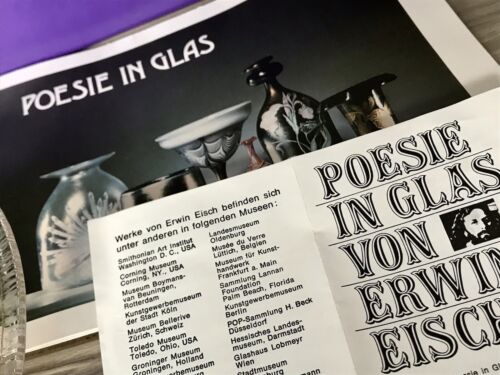 POESIE IN GLAS
Werke von Erwin Eisch befinden sich
unter anderen in folgenden Museen:
Smithonian Art Institut
Washington D. C., USA
Corning Museum
Corning, NY., USA
Museum Boymans-
van Beuningen,
Rotterdam
Kunstgewerbemuseum
der Stadt Köln
Museum Bellerive
Zürich, Schweiz
Toledo Museum
Toledo, Ohio, USA
Groninger Museum
Groningen, Holland
Landesmuseum
Oldenburg
Musée du Verre
Lüttich, Belgien
Museum für Kunst-
handwerk
Frankfurt a. Main
Sammlung Lannan
Foundation
Palm Beach, Florida
Kunstgewerbemuseum
Berlin
POP-Sammlung H. Beck
Düsseldorf
Hessisches Landes-
museum, Darmstadt
Glashaus Lobmeyr
Wien
Stadtmuseum
POESIE
IN GLAS
VON
ERWIN
EISCH